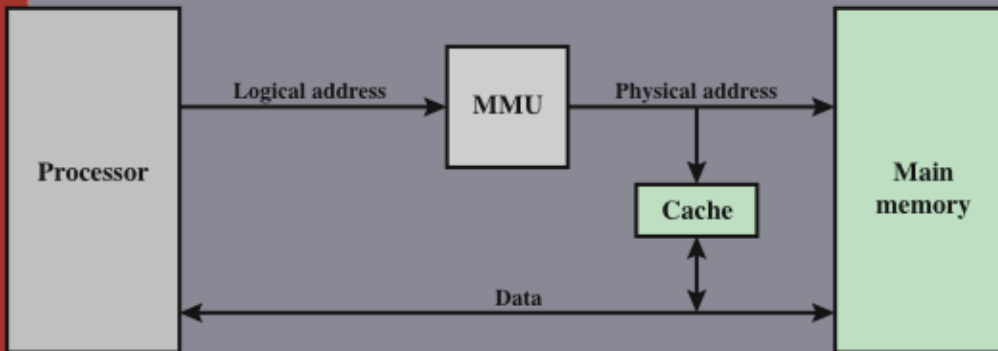 Logical address
MMU
Physical address
Processor
Main
memory
Cache
Data